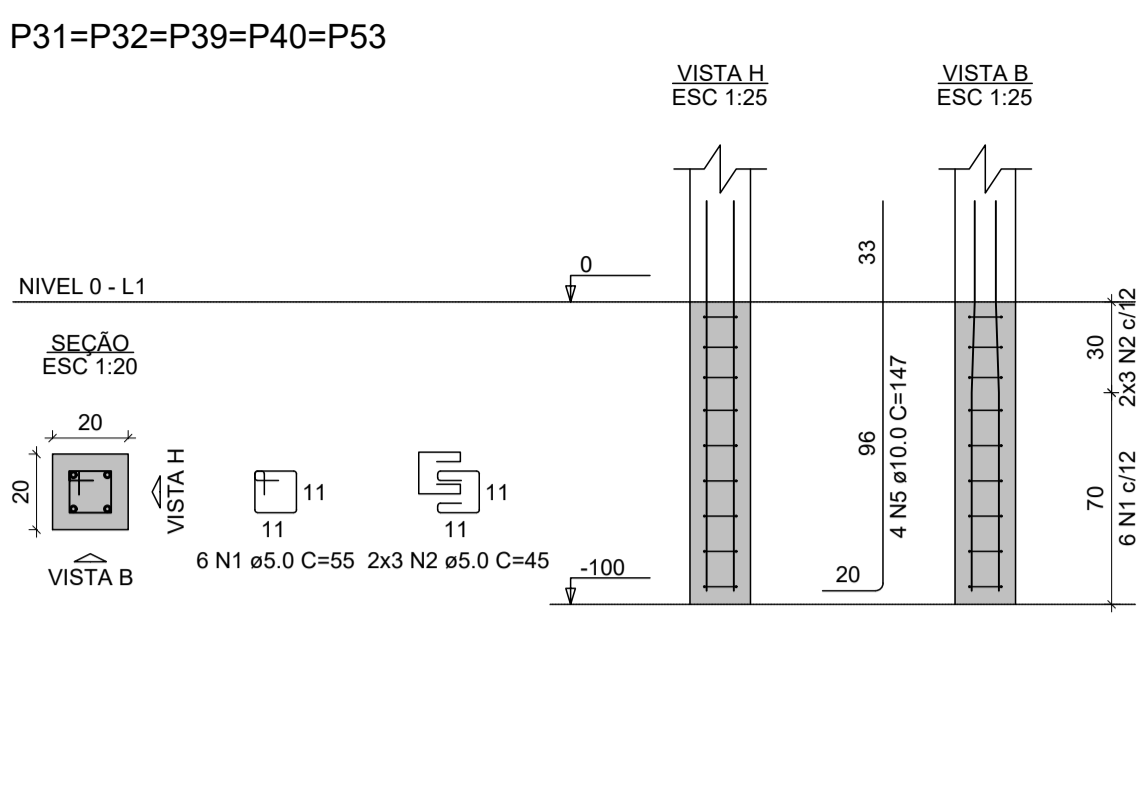 P31=P32=P39=P40=P53
VISTA H
ESC 1:25
VISTA B
ESC 1:25
NIVEL 0 - L1
0
33
SEÇÃO
ESC 1:20
20
20
VISTA H
VISTA B
11
11
6 N1 ø5.0 C=55
11
11
2x3 N2 ø5.0 C=45
-100
96
4 N5 ø10.0 C=147
20
30
2x3 N2 c/12
70
6 N1 c/12